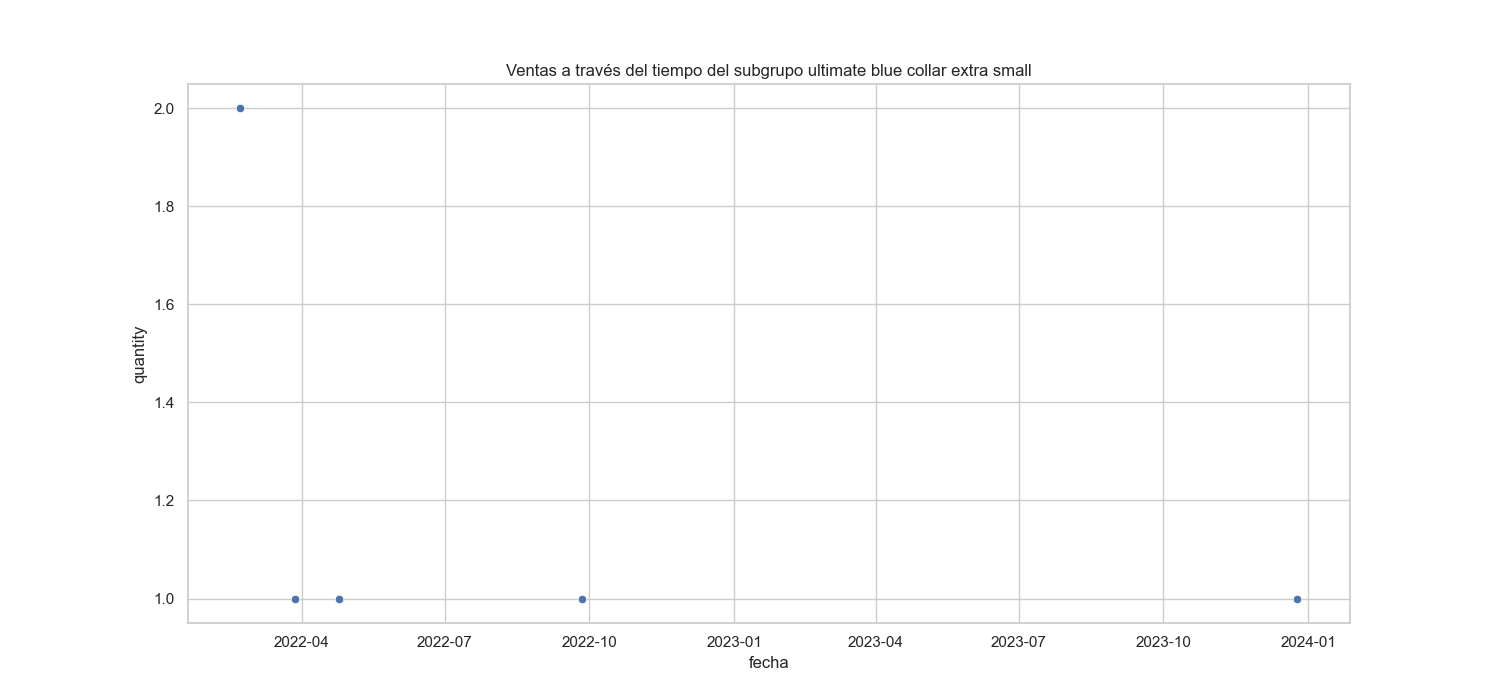 Ventas a través del tiempo del subgrupo ultimate blue collar extra small
2.0
1.8
1.6
1.4
1.2
1.0
quantity
2022-04 2022-07 2022-10 2023-01 2023-04 2023-07 2023-10 2024-01
fecha